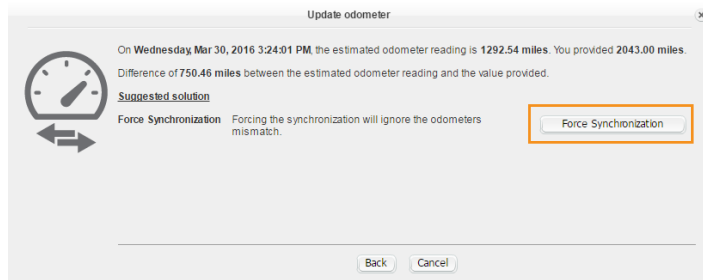 Update odometer
On Wednesday, Mar 30, 2016 3:24:01 PM, the estimated odometer reading is 1292.54 miles. You provided 2043.00 miles.
Difference of 750.46 miles between the estimated odometer reading and the value provided.
Suggested solution
Force Synchronization Forcing the synchronization will ignore the odometers
mismatch.
Force Synchronization
Back Cancel